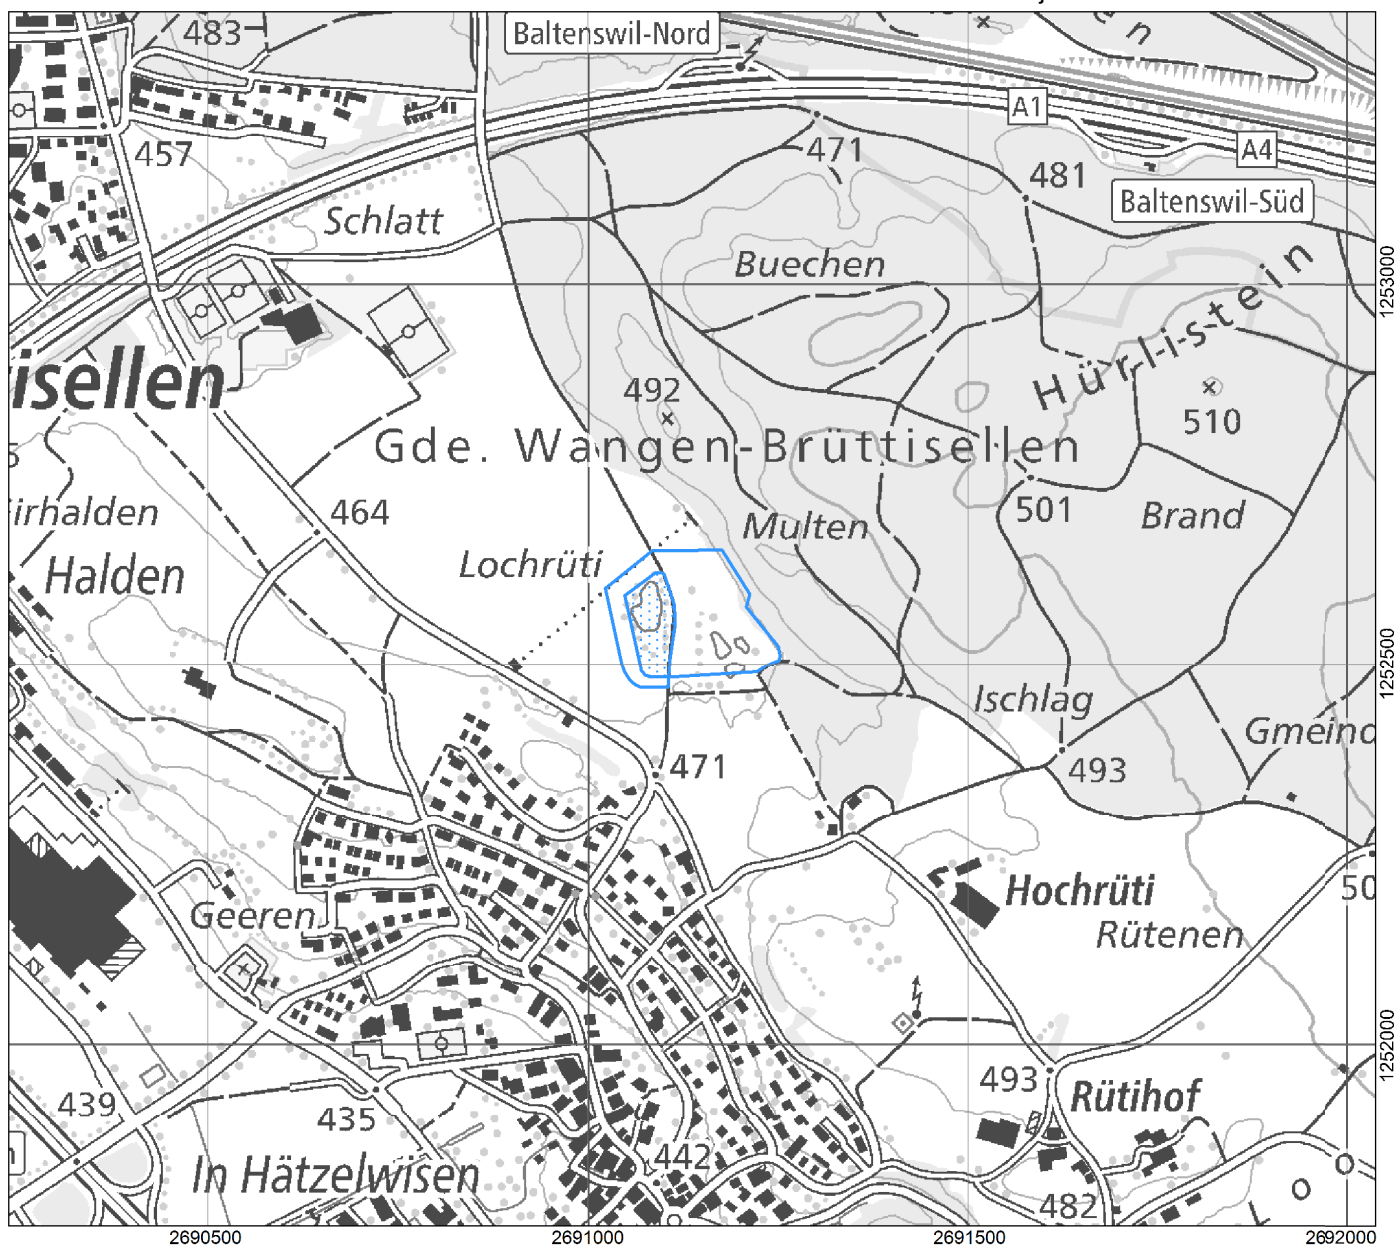 483
Baltenswil-Nord
A1
A4
457
471
481
Schlatt
Baltenswil-Süd
Buechen
Hürlistein
1253000
isellen
492
510
Gde. Wangen-Brüttisellen
464
501
Brand
irhalden
Multen
Lochrüti
Halden
1252500
Ischlag
Gmeind
471
493
Hochrüti
50
Geeren
Rütenen
1252000
493
439
435
Rütihof
442
In Hätzelwisen
482
2690500
2691000
2691500
2692000